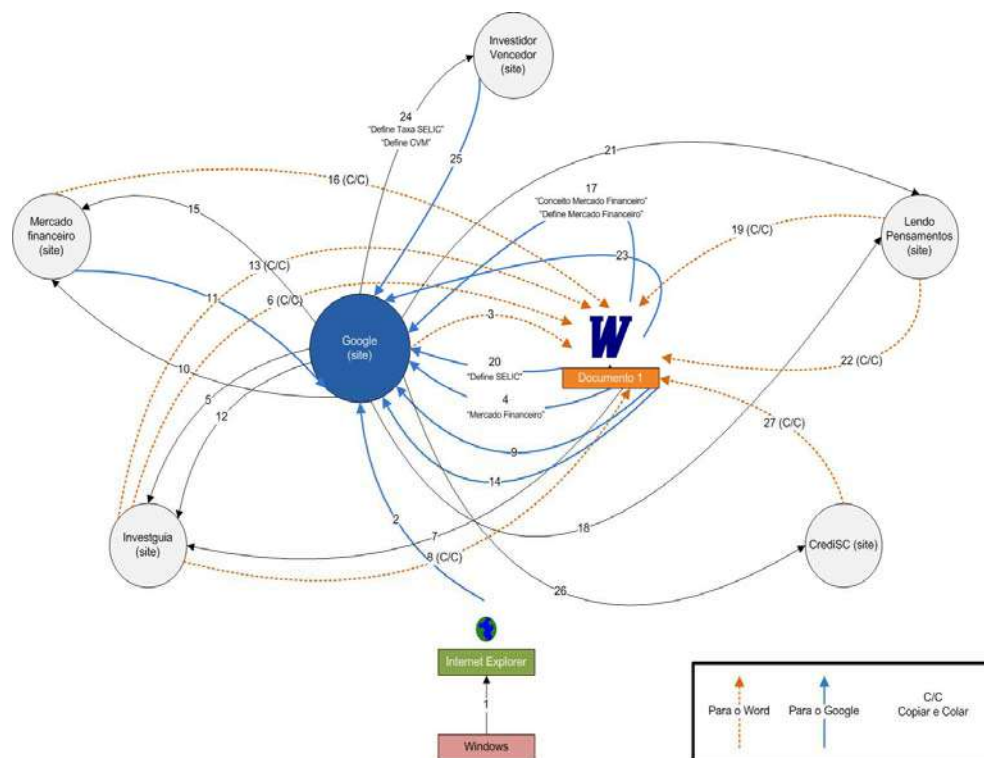 Investidor
Vencedor
(site)
24
"Define Taxa SELIC"
"Define CVM"
25
21
16 (C/C)
17
"Conceito Mercado Financeiro"
"Define Mercado Financeiro"
15
Mercado
financeiro
(site)
Lendo
Pensamentos
(site)
19 (C/C)
13 (C/C)
23
11
6 (C/C)
3
Google
(site)
W
20
"Define SELIC"
Documento 1
22 (C/C)
10
4
"Mercado Financeiro"
5
12
27 (C/C)
9
14
2
7
18
Investguia
(site)
CrediSC (site)
8 (C/C)
26
Internet Explorer
1
Windows
Para o Word
Para o Google
C/C
Copiar e Colar